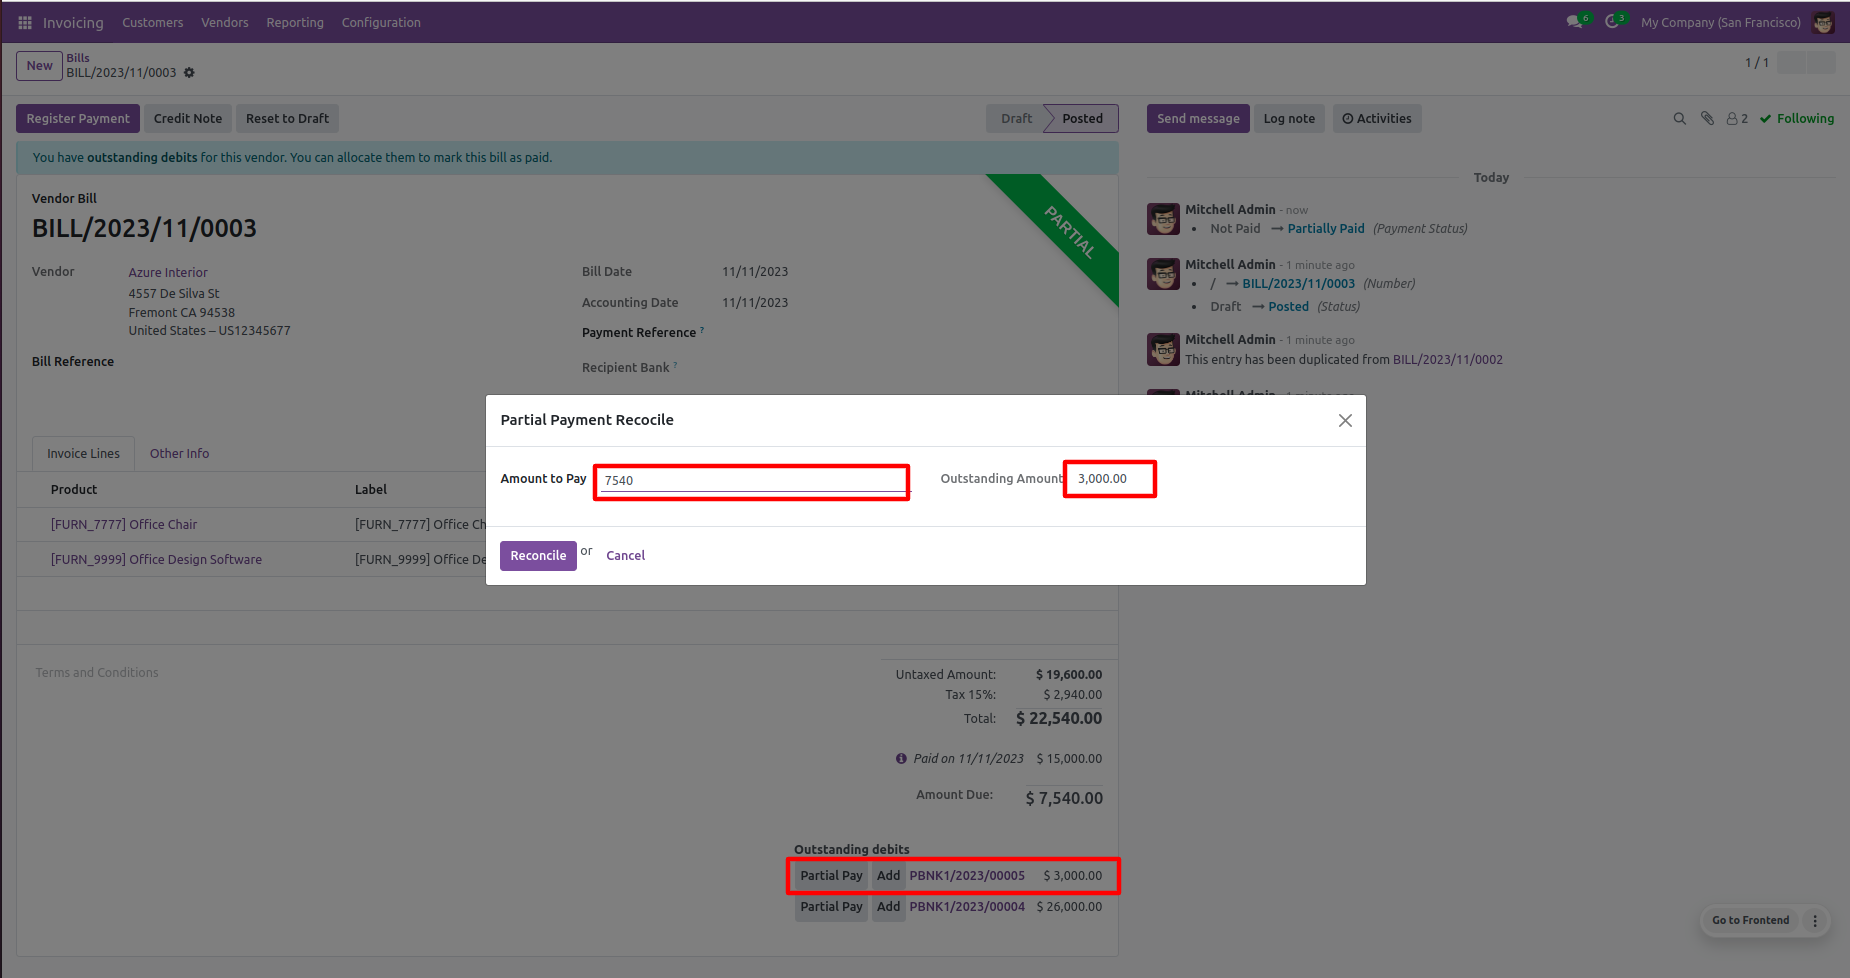 Invoicing Customers Vendors Reporting Configuration 6 3 My Company (San Francisco)
New Bills
BILL/2023/11/0003
1 / 1
Register Payment Credit Note Reset to Draft Draft Posted Send message Log note Activities 2 Following
You have outstanding debits for this vendor. You can allocate them to mark this bill as paid.
Vendor Bill
BILL/2023/11/0003
PARTIAL
Vendor Azure Interior
4557 De Silva St
Fremont CA 94538
United States – US12345677
Bill Reference
Bill Date 11/11/2023
Accounting Date 11/11/2023
Payment Reference ?
Recipient Bank ?
Today
Mitchell Admin - now
• Not Paid → Partially Paid (Payment Status)
Mitchell Admin - 1 minute ago
• / → BILL/2023/11/0003 (Number)
• Draft → Posted (Status)
Mitchell Admin - 1 minute ago
This entry has been duplicated from BILL/2023/11/0002
Mitchell Admin - 1 minute ago
Partial Payment Recocile
Amount to Pay 7540 Outstanding Amount 3,000.00
Reconcile or Cancel
Invoice Lines Other Info
Product Label
[FURN_7777] Office Chair [FURN_7777] Office Ch
[FURN_9999] Office Design Software [FURN_9999] Office De
Terms and Conditions
Untaxed Amount: $ 19,600.00
Tax 15%: $ 2,940.00
Total: $ 22,540.00
Paid on 11/11/2023 $ 15,000.00
Amount Due: $ 7,540.00
Outstanding debits
Partial Pay Add PBNK1/2023/00005 $ 3,000.00
Partial Pay Add PBNK1/2023/00004 $ 26,000.00
Go to Frontend